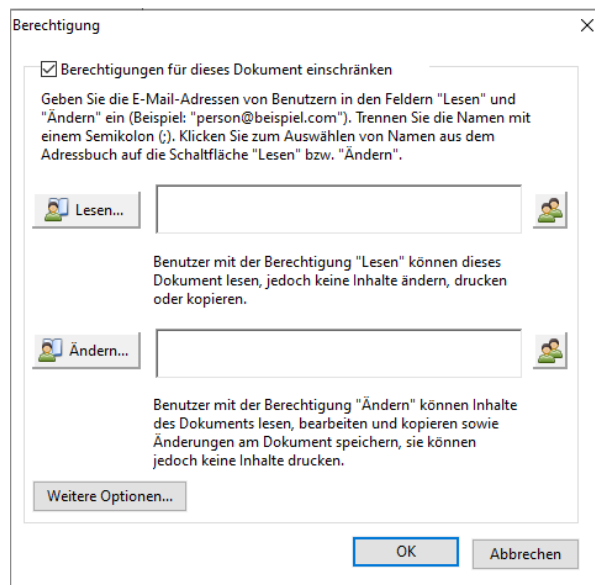 Berechtigung
Berechtigungen für dieses Dokument einschränken
Geben Sie die E-Mail-Adressen von Benutzern in den Feldern "Lesen" und
"Ändern" ein (Beispiel: "person@beispiel.com"). Trennen Sie die Namen mit
einem Semikolon (;). Klicken Sie zum Auswählen von Namen aus dem
Adressbuch auf die Schaltfläche "Lesen" bzw. "Ändern".
Lesen...
Benutzer mit der Berechtigung "Lesen" können dieses
Dokument lesen, jedoch keine Inhalte ändern, drucken
oder kopieren.
Ändern...
Benutzer mit der Berechtigung "Ändern" können Inhalte
des Dokuments lesen, bearbeiten und kopieren sowie
Änderungen am Dokument speichern, sie können
jedoch keine Inhalte drucken.
Weitere Optionen...
OK
Abbrechen